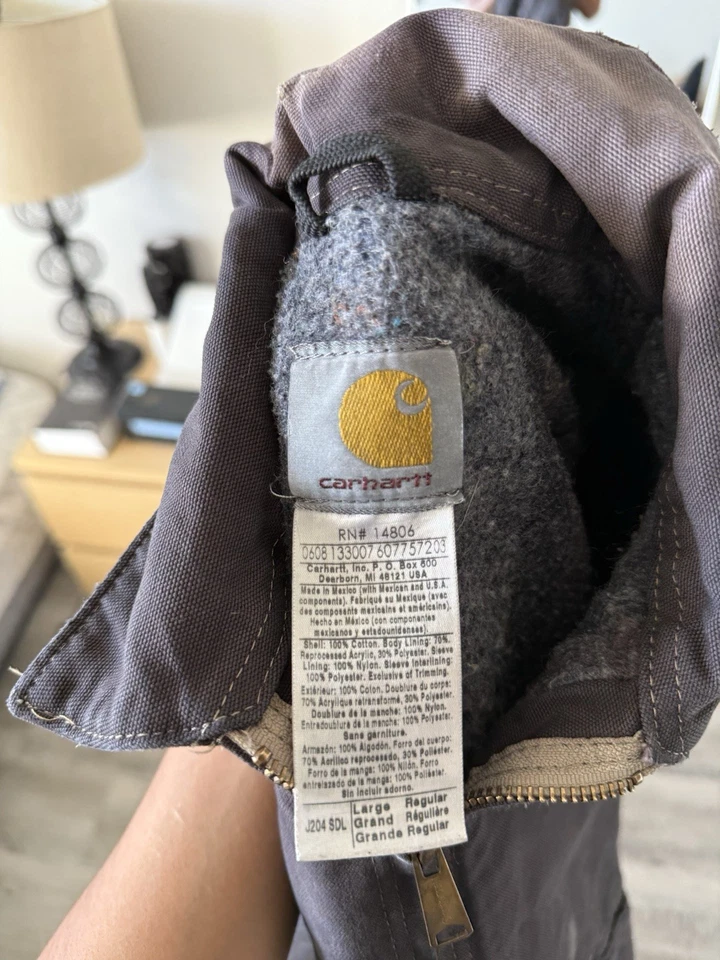 carhartt
RN# 14806
0608133007 6077572 03
Carhartt, Inc. P. O. Box 600
Dearborn, MI 48121 USA
Made in Mexico (with Mexican and U.S.A.
components). Fabriqué au Mexique (avec
des composants mexicains et américains).
Hecho en México (con componentes
mexicanos y estadounidenses).
Shell: 100% Cotton. Body Lining: 70%
Reprocessed Acrylic, 30% Polyester. Sleeve
Lining: 100% Nylon. Sleeve Interlining:
100% Polyester. Exclusive of Trimming.
Extérieur: 100% Coton. Doublure du corps:
70% Acrylique retransformé, 30% Polyester.
Doublure de la manche: 100% Nylon.
Entredoublure de la manche: 100% Polyester.
Sans garniture.
Armazón: 100% Algodón. Forro del cuerpo:
70% Acrílico reprocesado, 30% Poliéster.
Forro de la manga: 100% Nilón. Forro
entrelazado de la manga: 100% Poliéster.
Sin incluir adorno.
J204 SDL
Large Regular
Grand Régulière
Grande Regular